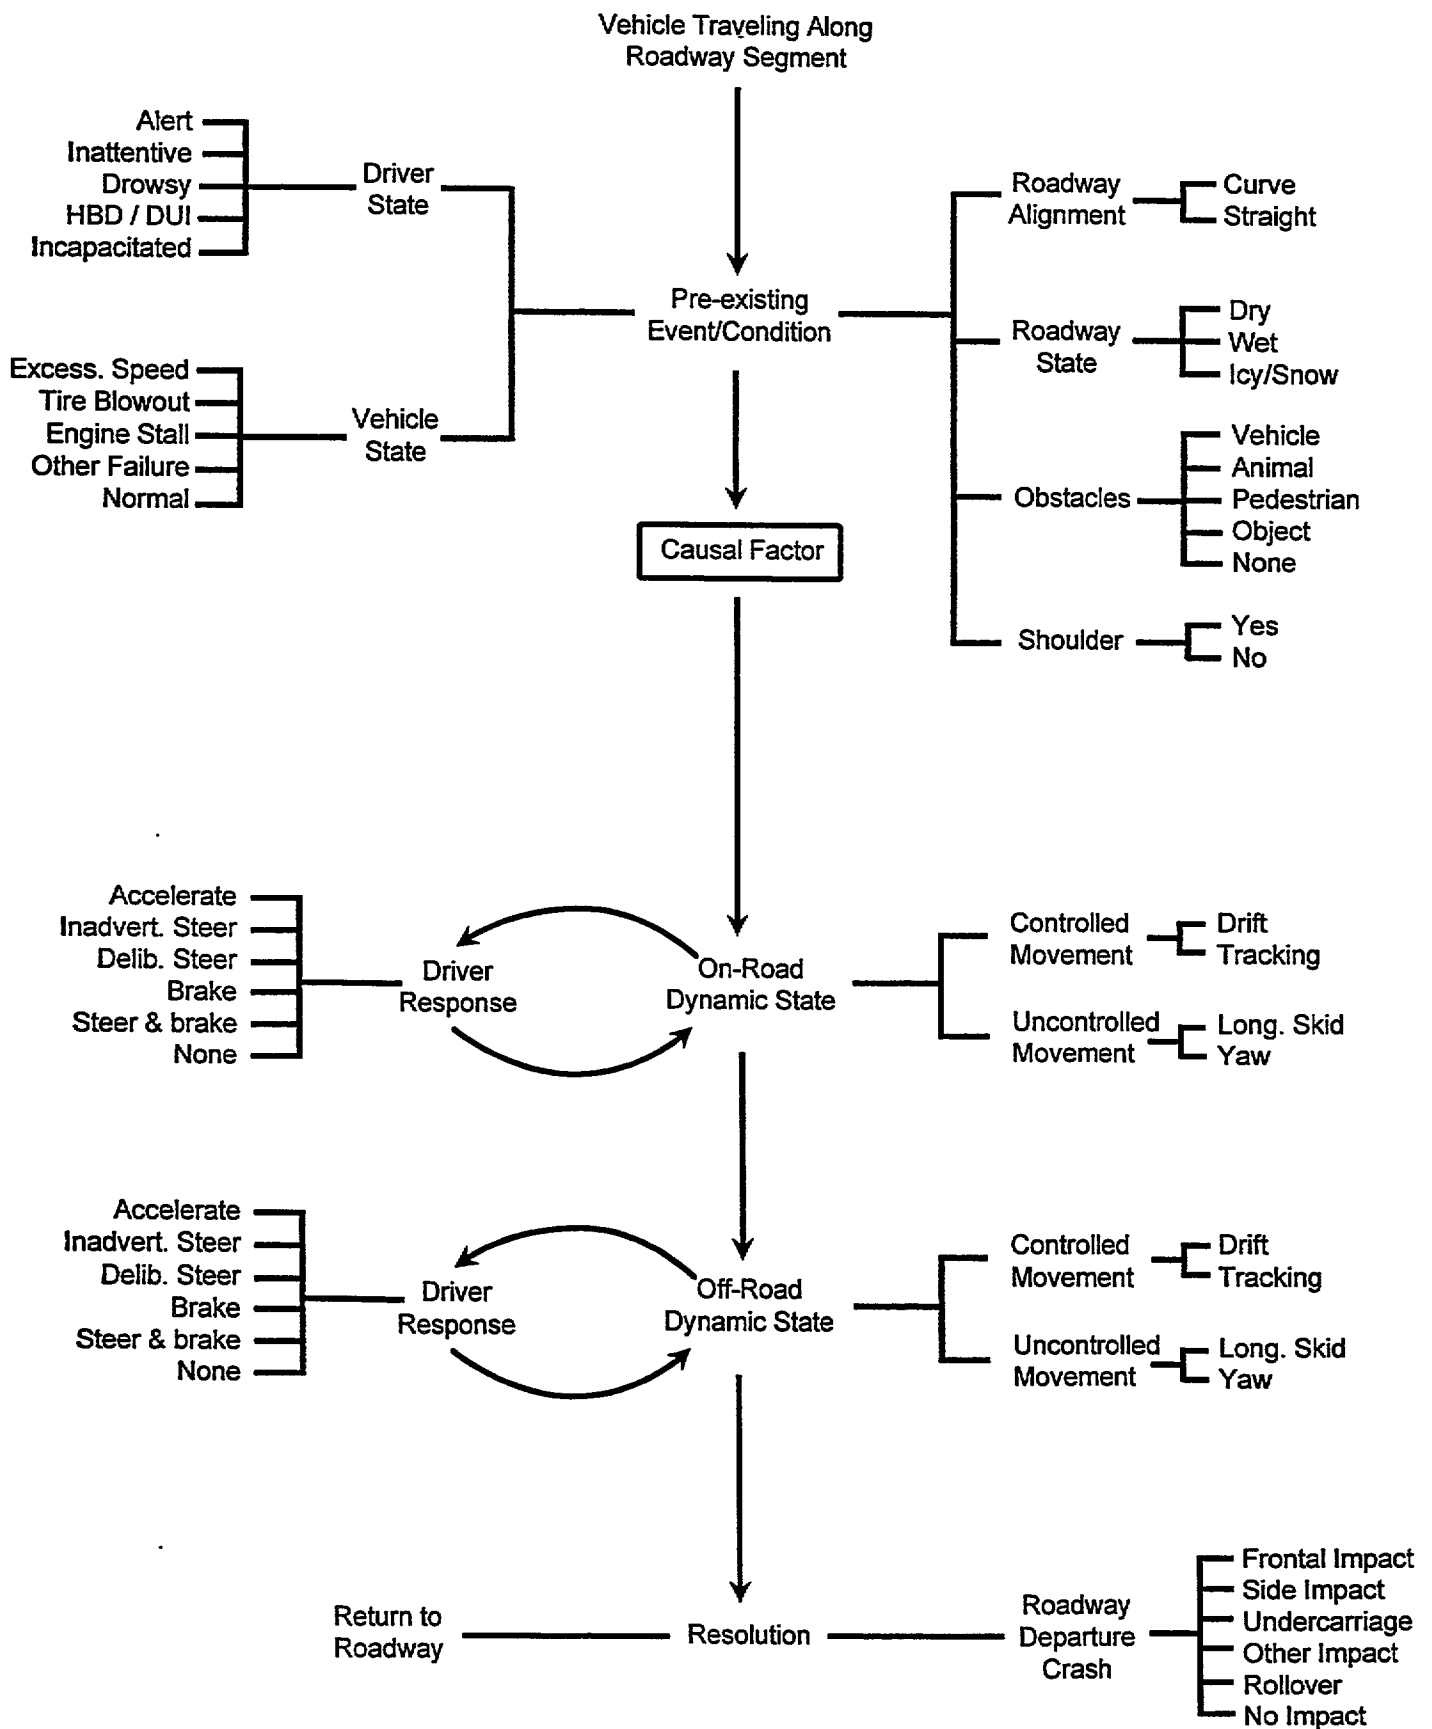 Vehicle Traveling Along
Roadway Segment
Alert
Inattentive
Drowsy
HBD / DUI
Incapacitated
Driver
State
Excess. Speed
Tire Blowout
Engine Stall
Other Failure
Normal
Vehicle
State
Pre-existing
Event/Condition
Roadway
Alignment
Curve
Straight
Roadway
State
Dry
Wet
Icy/Snow
Obstacles
Vehicle
Animal
Pedestrian
Object
None
Shoulder
Yes
No
Causal Factor
Accelerate
Inadvert. Steer
Delib. Steer
Brake
Steer & brake
None
Driver
Response
On-Road
Dynamic State
Controlled
Movement
Drift
Tracking
Uncontrolled
Movement
Long. Skid
Yaw
Accelerate
Inadvert. Steer
Delib. Steer
Brake
Steer & brake
None
Driver
Response
Off-Road
Dynamic State
Controlled
Movement
Drift
Tracking
Uncontrolled
Movement
Long. Skid
Yaw
Return to
Roadway
Resolution
Roadway
Departure
Crash
Frontal Impact
Side Impact
Undercarriage
Other Impact
Rollover
No Impact